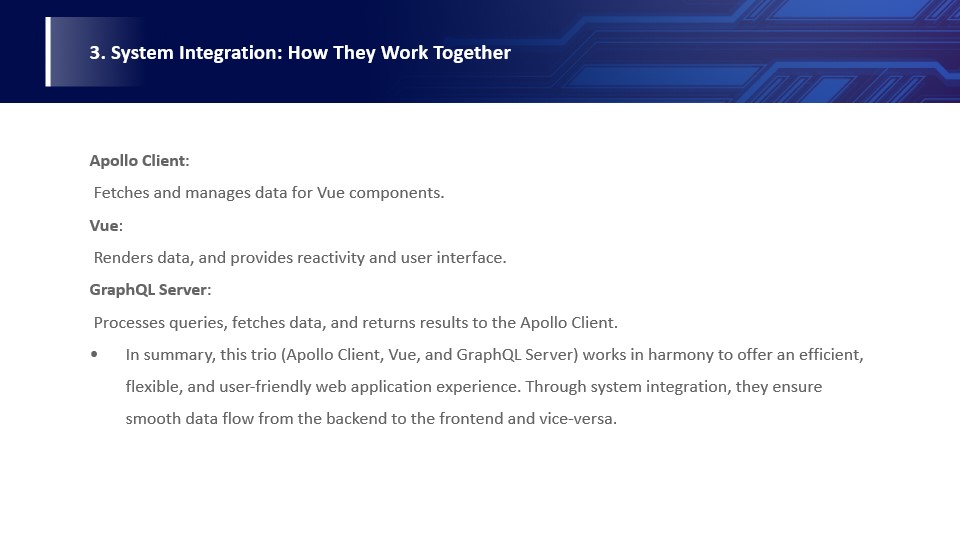 3. System Integration: How They Work Together
Apollo Client:
Fetches and manages data for Vue components.
Vue:
Renders data, and provides reactivity and user interface.
GraphQL Server:
Processes queries, fetches data, and returns results to the Apollo Client.
• In summary, this trio (Apollo Client, Vue, and GraphQL Server) works in harmony to offer an efficient,
flexible, and user-friendly web application experience. Through system integration, they ensure
smooth data flow from the backend to the frontend and vice-versa.